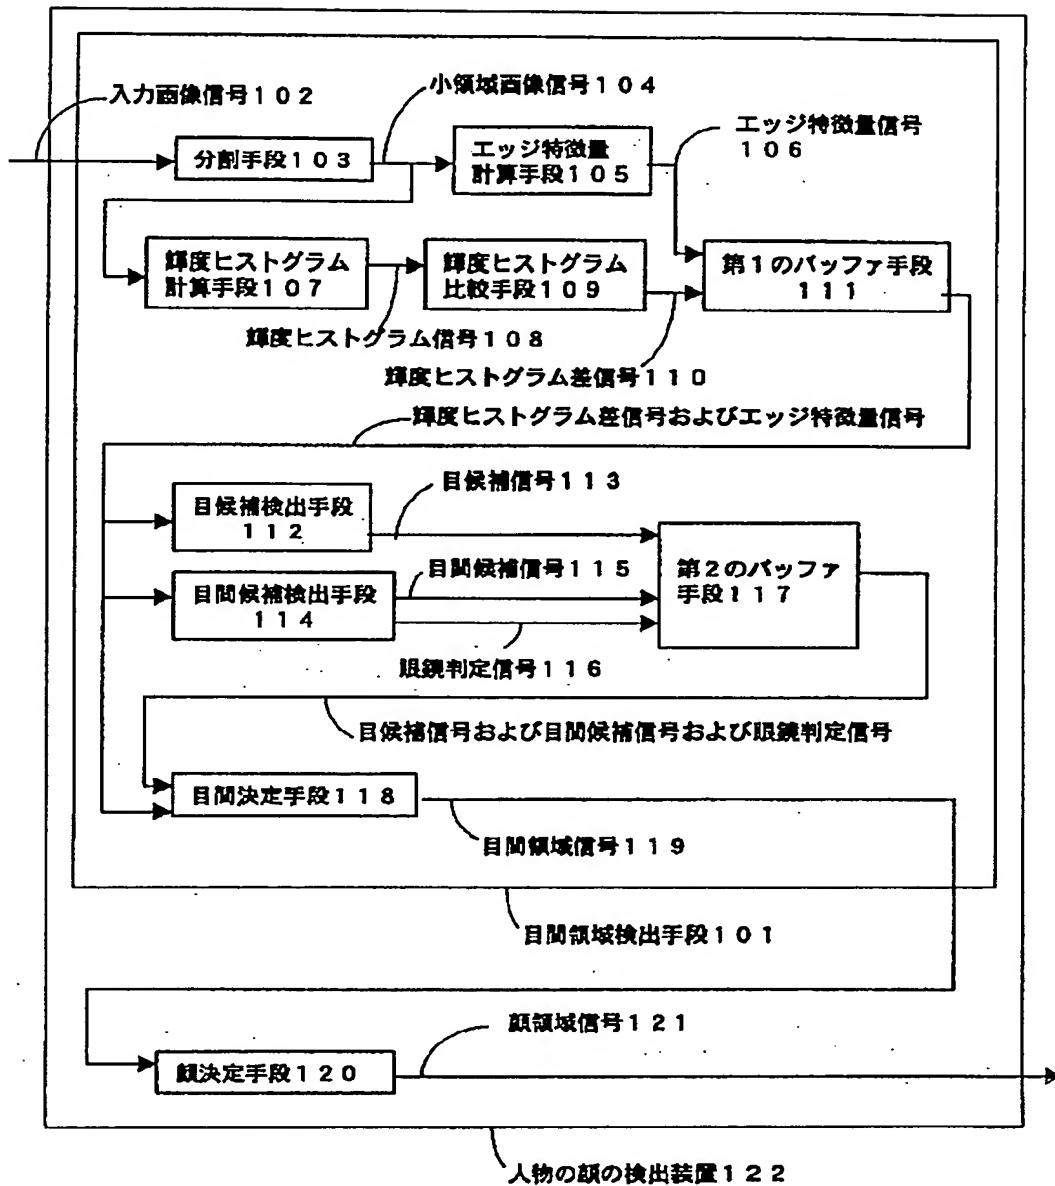 入力画像信号102
小領域画像信号104
エッジ特徴量信号
106
分割手段103
エッジ特徴量
計算手段105
輝度ヒストグラム
計算手段107
輝度ヒストグラム
比較手段109
第1のバッファ手段
111
輝度ヒストグラム信号108
輝度ヒストグラム差信号110
輝度ヒストグラム差信号およびエッジ特徴量信号
目候補信号113
目候補検出手段
112
目間候補信号115
第2のバッファ
手段117
目間候補検出手段
114
眼鏡判定信号116
目候補信号および目間候補信号および眼鏡判定信号
目間決定手段118
目間領域信号119
目間領域検出手段101
顔領域信号121
顔決定手段120
人物の顔の検出装置122